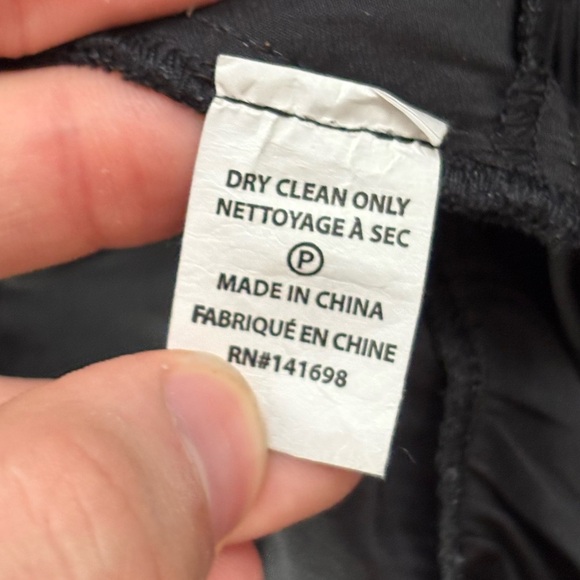 DRY CLEAN ONLY
NETTOYAGE À SEC
P
MADE IN CHINA
FABRIQUÉ EN CHINE
RN#141698